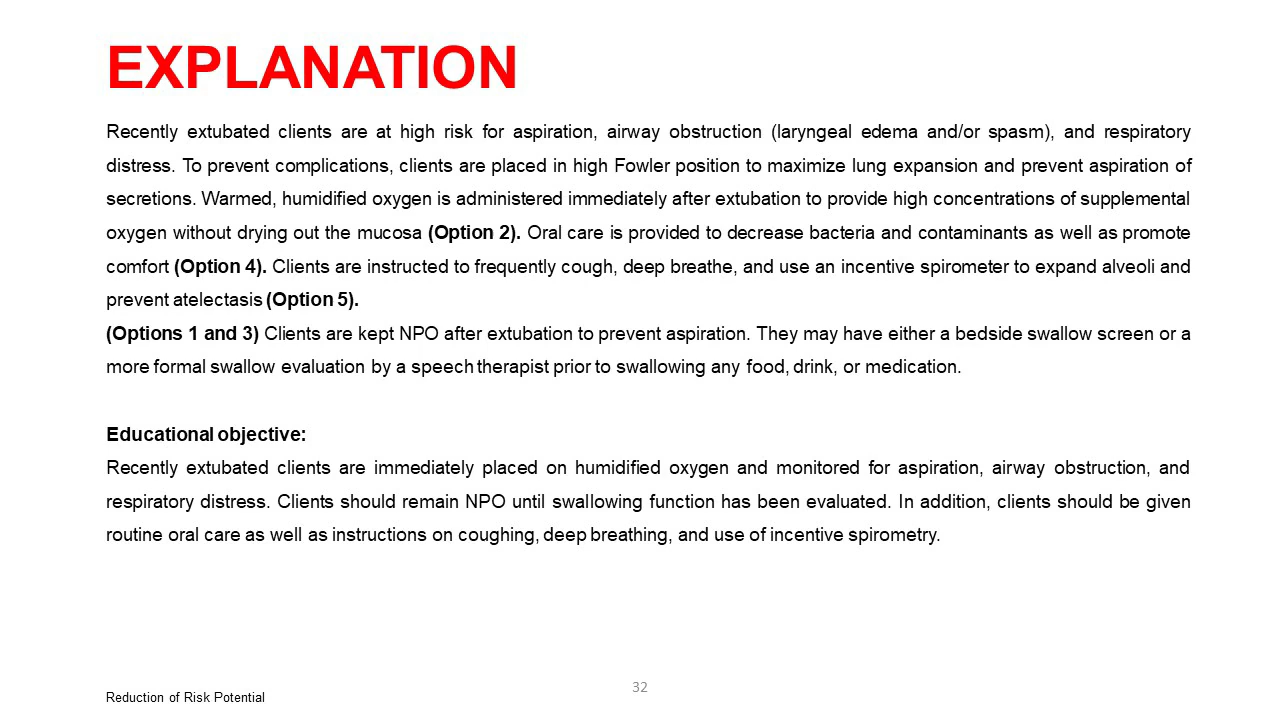 EXPLANATION
Recently extubated clients are at high risk for aspiration, airway obstruction (laryngeal edema and/or spasm), and respiratory
distress. To prevent complications, clients are placed in high Fowler position to maximize lung expansion and prevent aspiration of
secretions. Warmed, humidified oxygen is administered immediately after extubation to provide high concentrations of supplemental
oxygen without drying out the mucosa (Option 2). Oral care is provided to decrease bacteria and contaminants as well as promote
comfort (Option 4). Clients are instructed to frequently cough, deep breathe, and use an incentive spirometer to expand alveoli and
prevent atelectasis (Option 5).
(Options 1 and 3) Clients are kept NPO after extubation to prevent aspiration. They may have either a bedside swallow screen or a
more formal swallow evaluation by a speech therapist prior to swallowing any food, drink, or medication.
Educational objective:
Recently extubated clients are immediately placed on humidified oxygen and monitored for aspiration, airway obstruction, and
respiratory distress. Clients should remain NPO until swallowing function has been evaluated. In addition, clients should be given
routine oral care as well as instructions on coughing, deep breathing, and use of incentive spirometry.
32
Reduction of Risk Potential